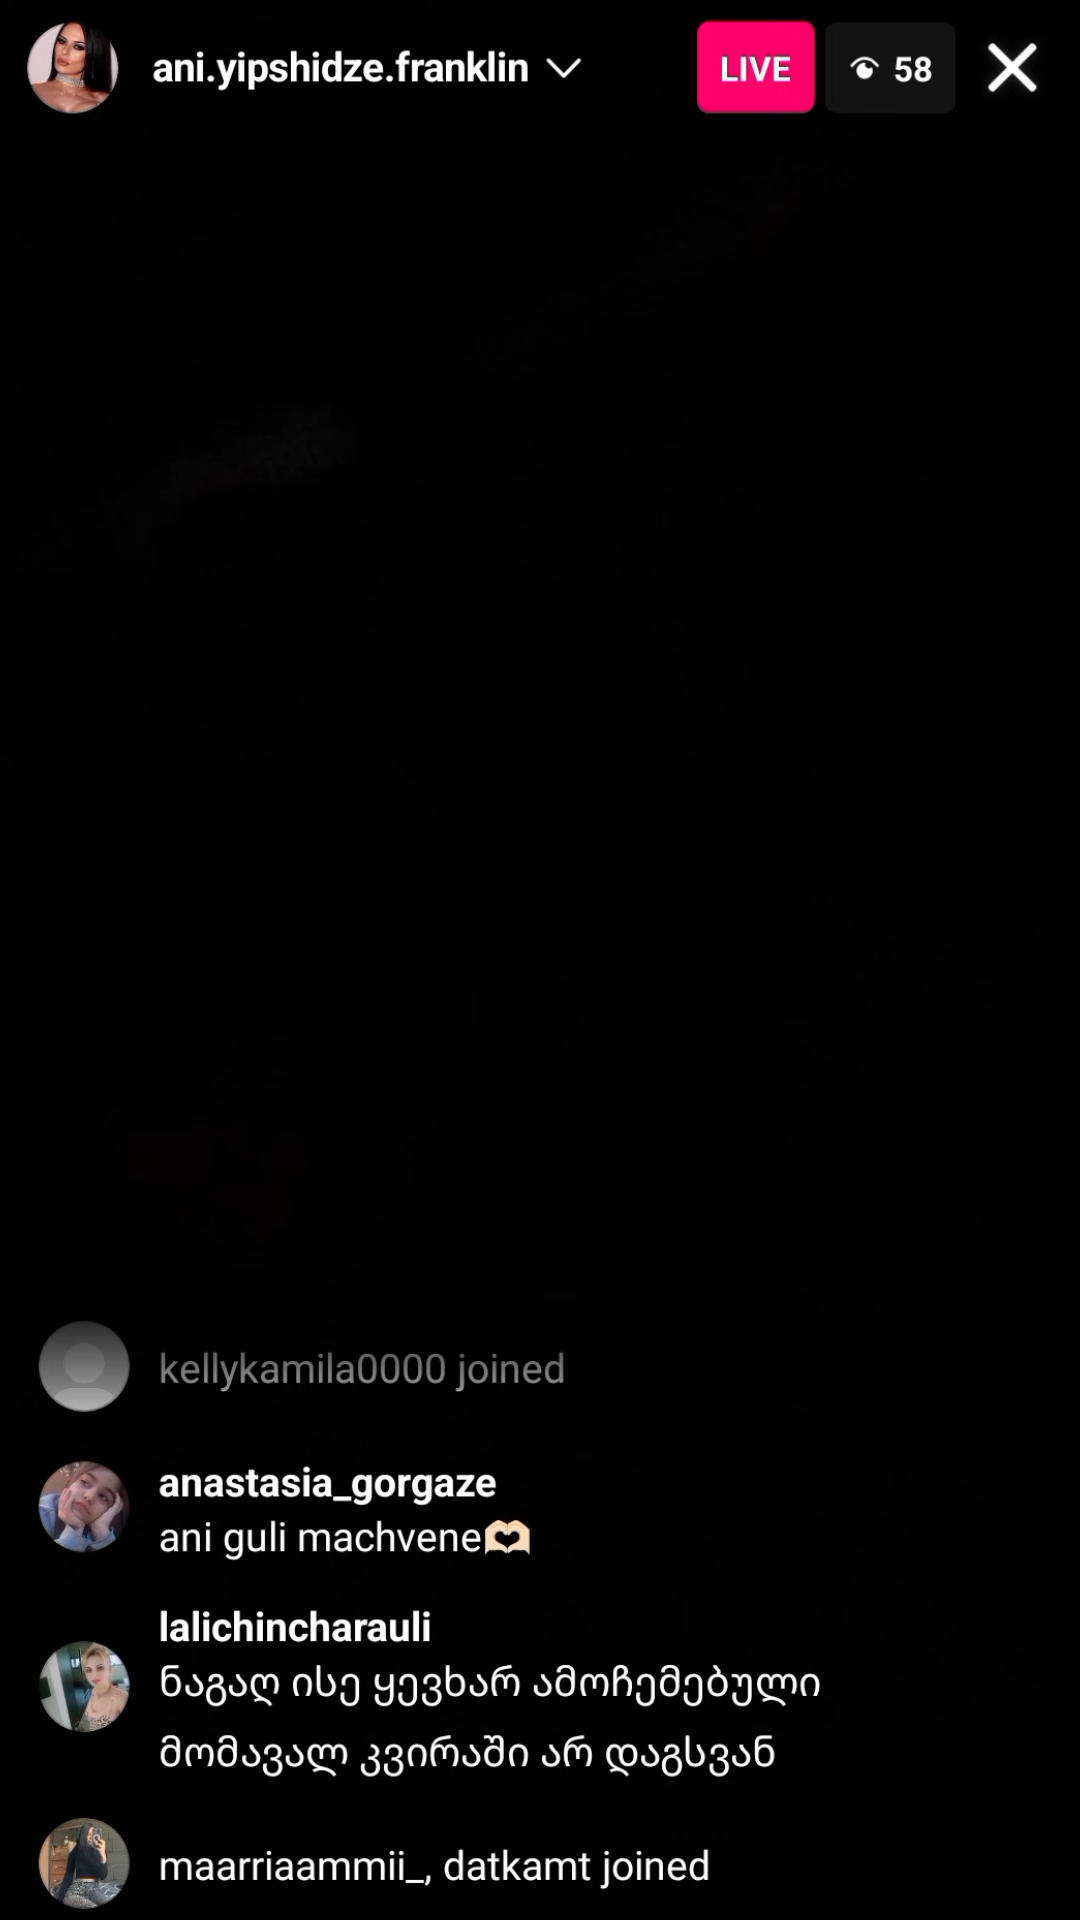 ani.yipshidze.franklin
LIVE
58
kellykamila0000 joined
anastasia_gorgaze
ani guli machvene🫶🏻
lalichincharauli
ნაგაღ ისე ყევხარ ამოჩემებული
მომავალ კვირაში არ დაგსვან
maarriaammii_, datkamt joined